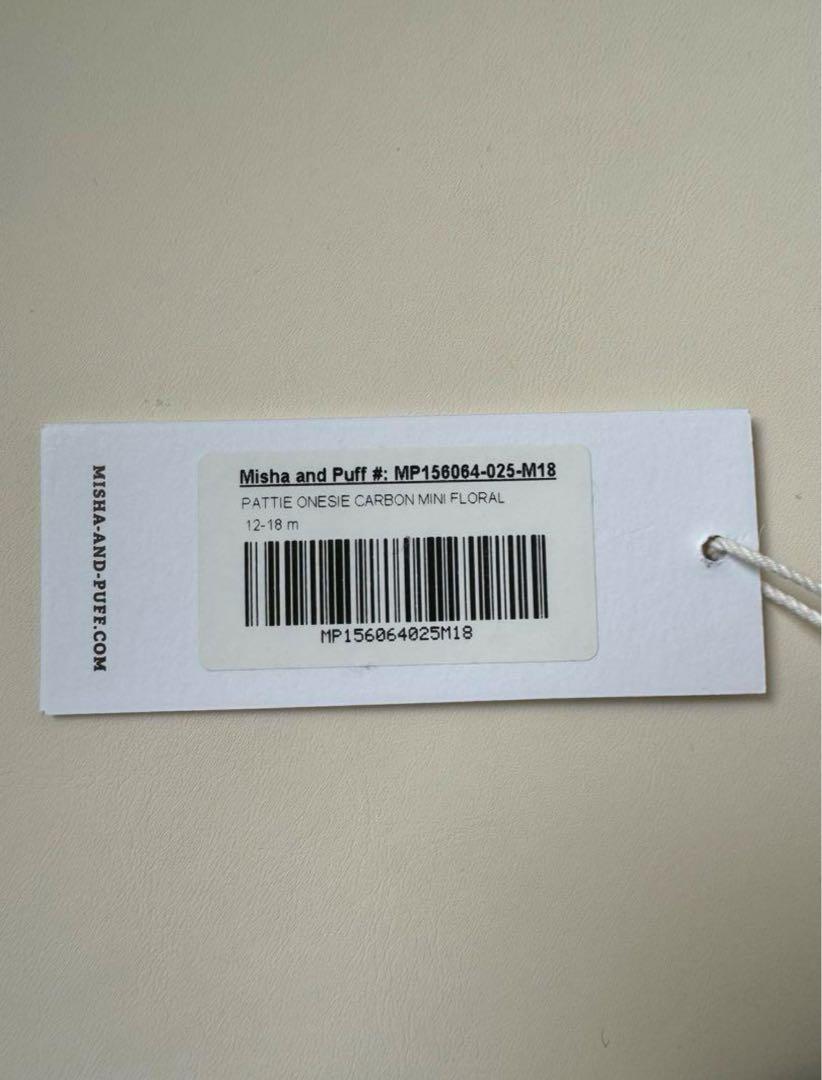 MISHA-AND-PUFF.COM
Misha and Puff #: MP156064-025-M18
PATTIE ONESIE CARBON MINI FLORAL
12-18 m
MP156064025M18